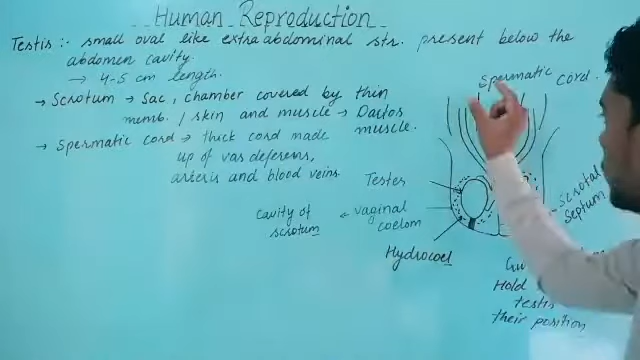 Human Reproduction
Testis :- small oval like extraabdominal str. present below the
abdomen cavity.
→ 4-5 cm length.
→ Scrotum → Sac, chamber covered by thin
memb. / skin and muscle → Dartos
muscle.
→ Spermatic cord → thick cord made
up of vas deferens,
arteris and blood veins
spermatic cord.
Testes
cavity of scrotum ← vaginal coelom
Hydrocoel
Scrotal
septum
Hold
testis
their position